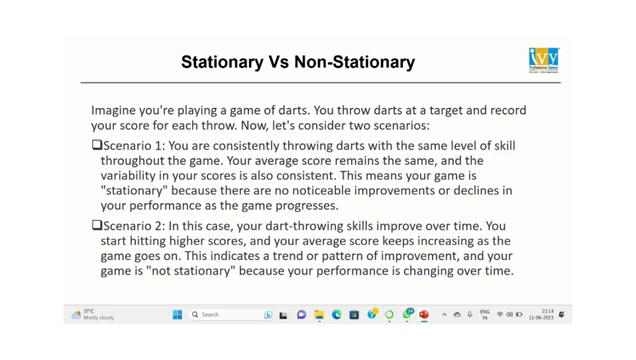 Stationary Vs Non-Stationary
ivy
Professional School
Imagine you're playing a game of darts. You throw darts at a target and record
your score for each throw. Now, let's consider two scenarios:
❑Scenario 1: You are consistently throwing darts with the same level of skill
throughout the game. Your average score remains the same, and the
variability in your scores is also consistent. This means your game is
"stationary" because there are no noticeable improvements or declines in
your performance as the game progresses.
❑Scenario 2: In this case, your dart-throwing skills improve over time. You
start hitting higher scores, and your average score keeps increasing as the
game goes on. This indicates a trend or pattern of improvement, and your
game is "not stationary" because your performance is changing over time.
37°C
Mostly cloudy
Search
ENG
IN
21:14
11-06-2023